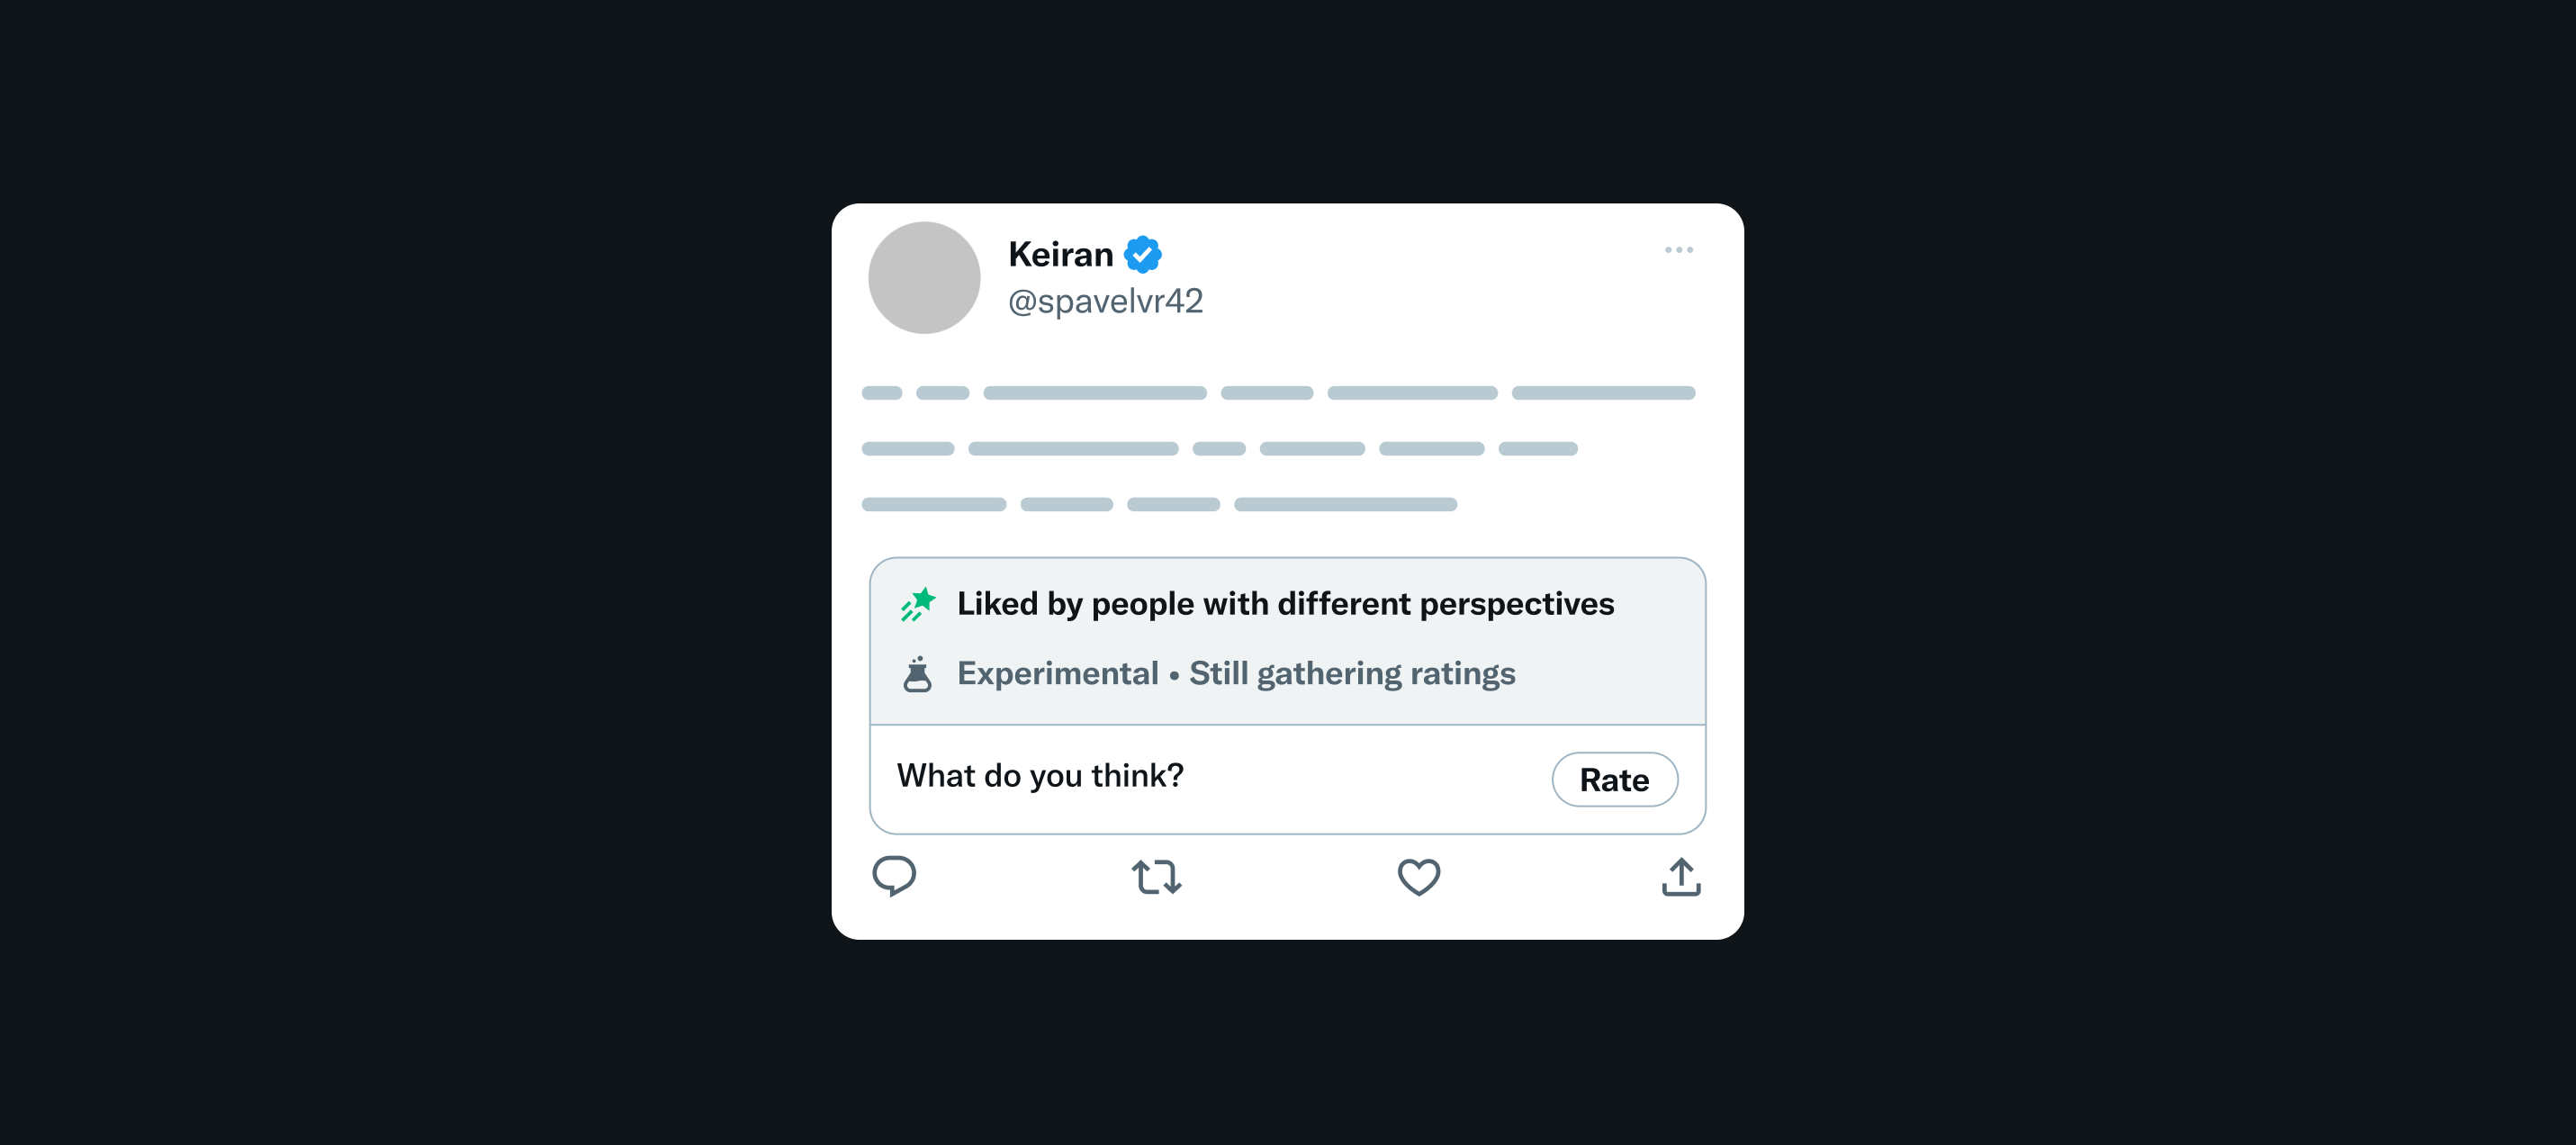 Keiran
@spavelvr42
Liked by people with different perspectives
Experimental • Still gathering ratings
What do you think?
Rate